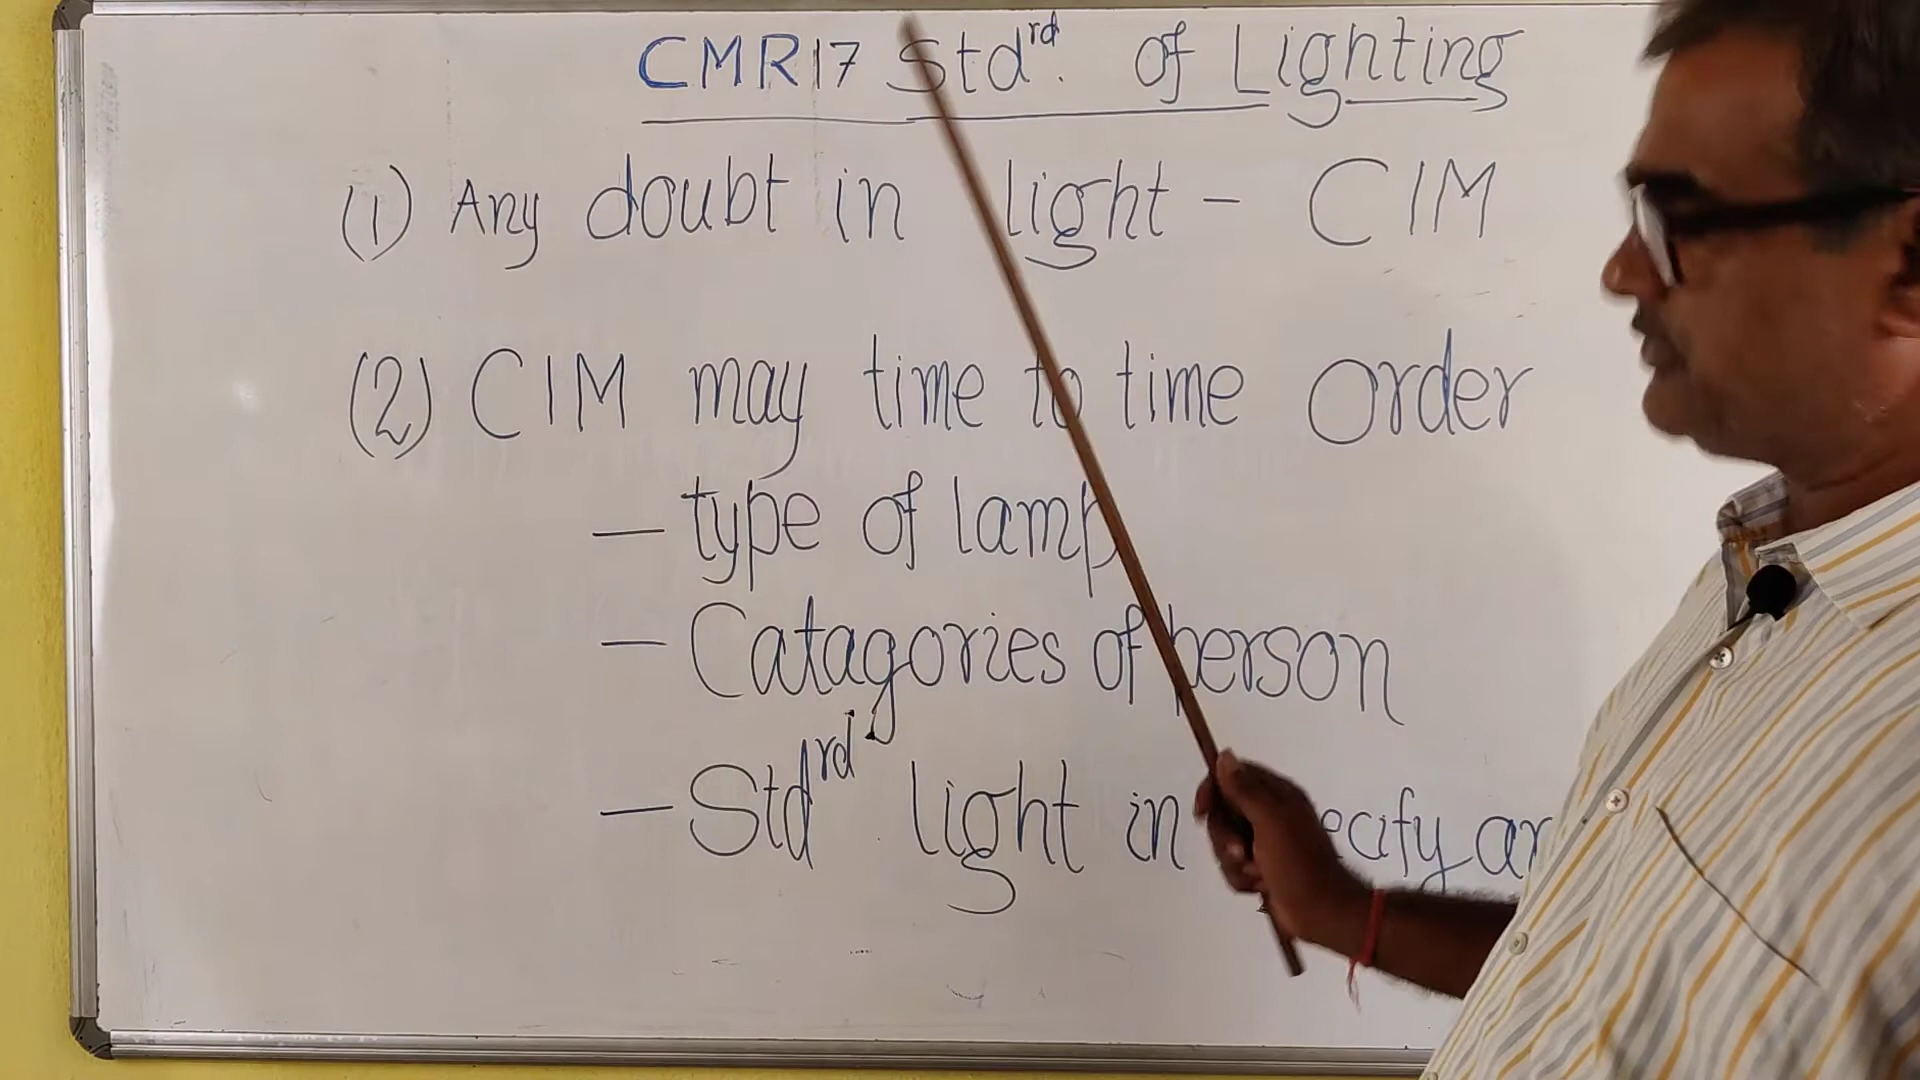 CMR17 Stdrd. of Lighting
(1) Any doubt in light - CIM
(2) CIM may time to time Order
- type of lamp
- Catagories of person
- Stdrd. light in